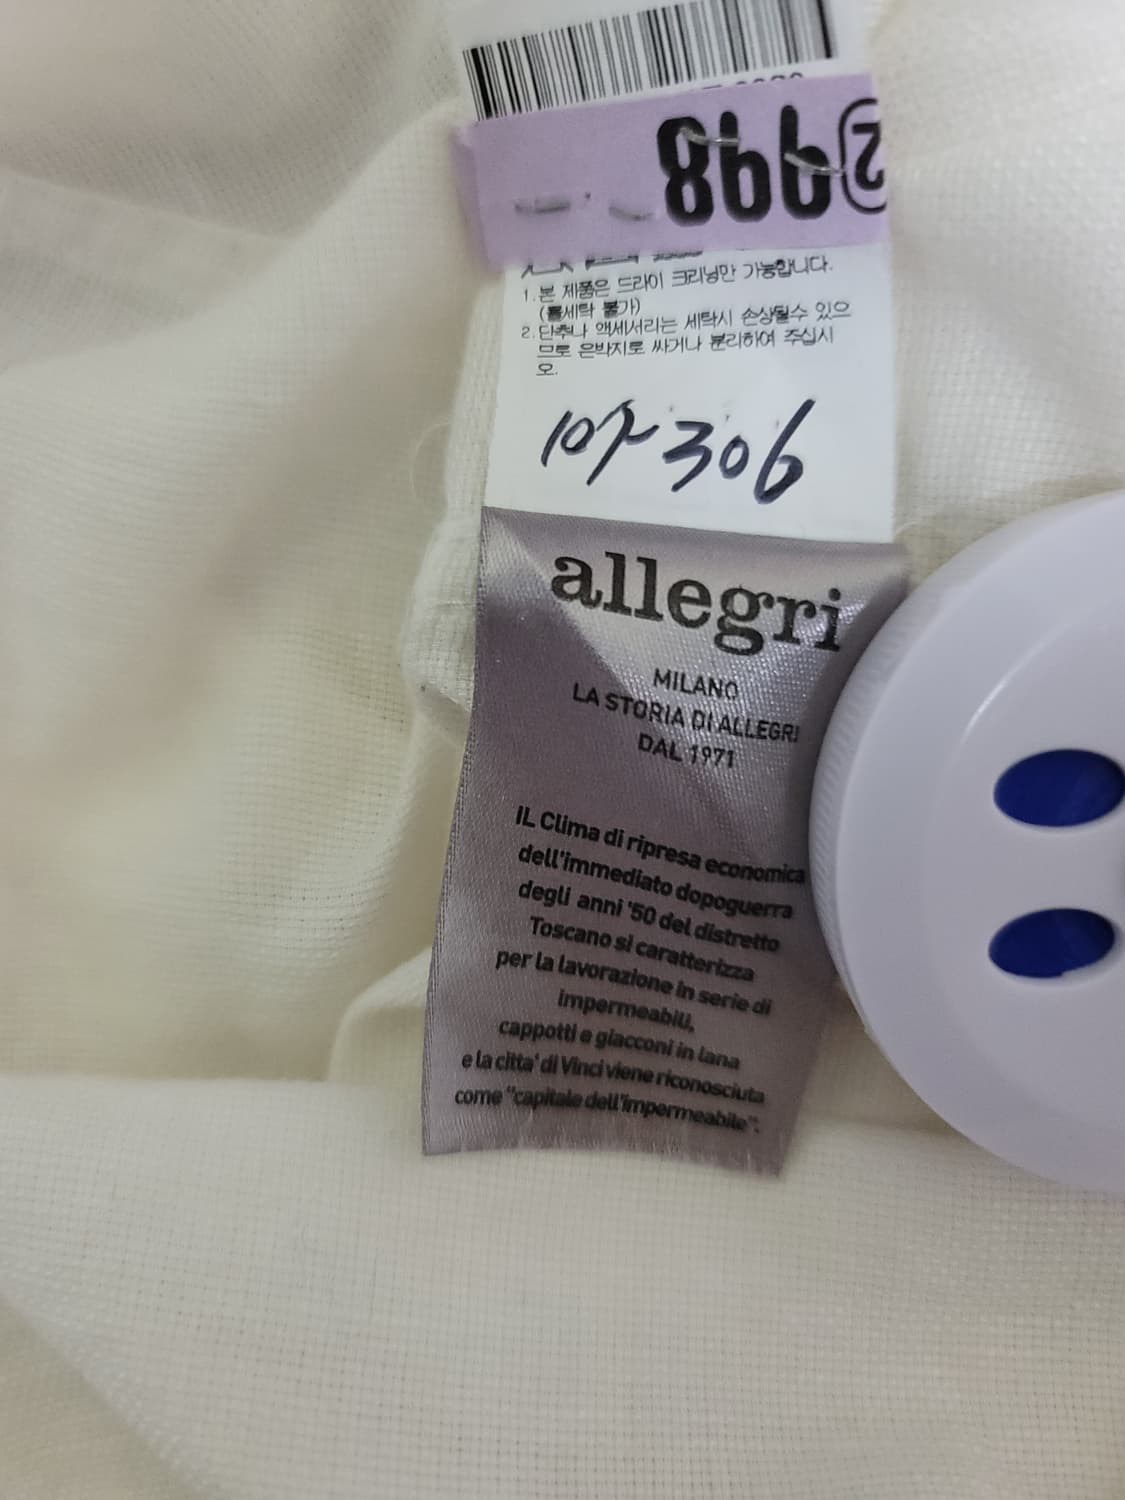 866②
1. 본 제품은 드라이 크리닝만 가능합니다.
(물세탁 불가)
2. 단추나 액세서리는 세탁시 손상될수 있으
므로 은박지로 싸거나 분리하여 주십시
오.
306
allegri
MILANO
LA STORIA DI ALLEGRI
DAL 1971
IL Clima di ripresa economica
dell'immediato dopoguerra
degli anni '50 del distretto
Toscano si caratterizza
per la lavorazione in serie di
impermeabili,
cappotti e giacconi in lana
e la citta' di Vinci viene riconosciuta
come "capitale dell'impermeabile".